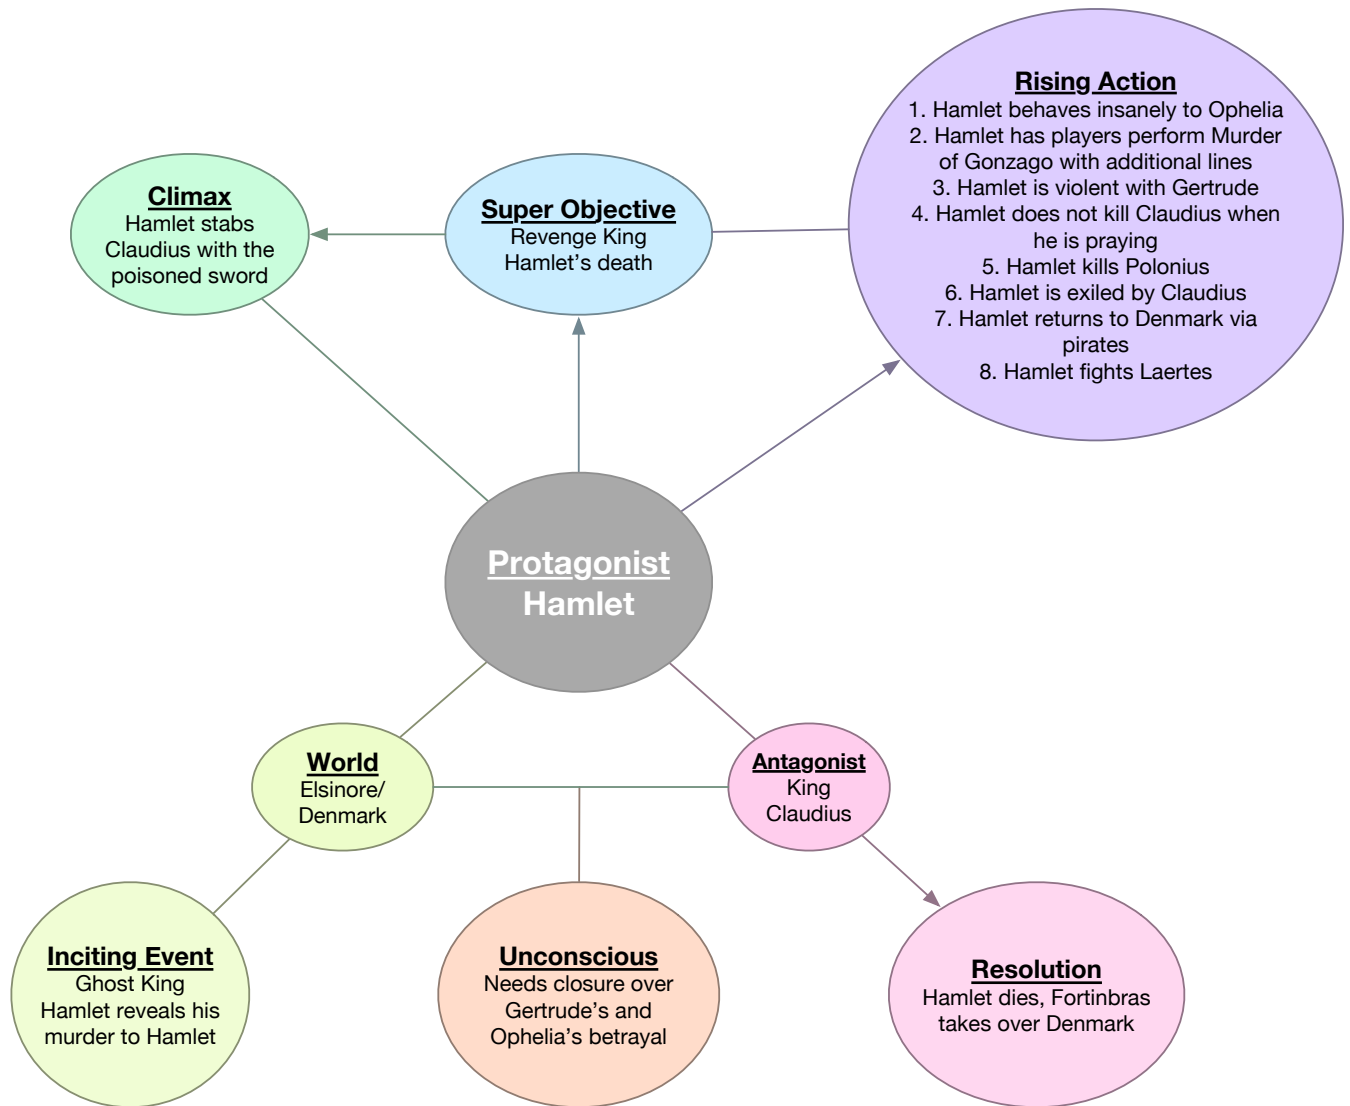 Rising Action
1. Hamlet behaves insanely to Ophelia
2. Hamlet has players perform Murder
of Gonzago with additional lines
3. Hamlet is violent with Gertrude
4. Hamlet does not kill Claudius when
he is praying
5. Hamlet kills Polonius
6. Hamlet is exiled by Claudius
7. Hamlet returns to Denmark via
pirates
8. Hamlet fights Laertes
Climax
Hamlet stabs
Claudius with the
poisoned sword
Super Objective
Revenge King
Hamlet’s death
Protagonist
Hamlet
World
Elsinore/
Denmark
Antagonist
King
Claudius
Inciting Event
Ghost King
Hamlet reveals his
murder to Hamlet
Unconscious
Needs closure over
Gertrude’s and
Ophelia’s betrayal
Resolution
Hamlet dies, Fortinbras
takes over Denmark